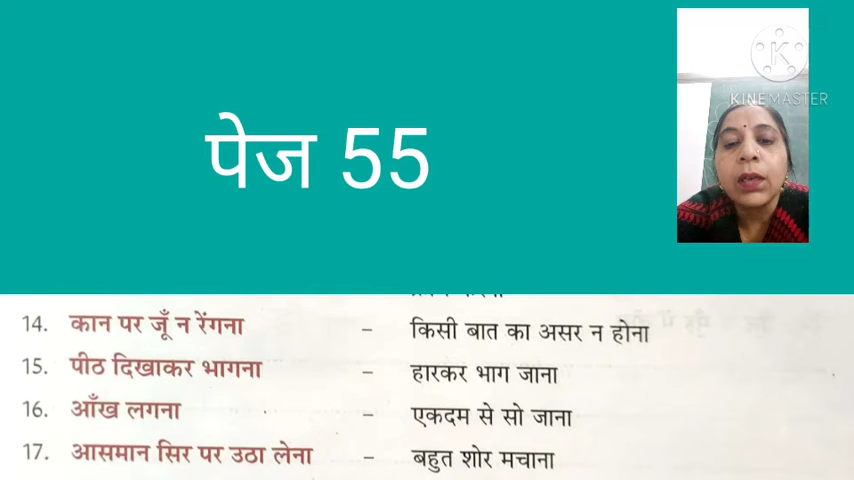 पेज 55
KINEMASTER
14. कान पर जूँ न रेंगना – किसी बात का असर न होना
15. पीठ दिखाकर भागना – हारकर भाग जाना
16. आँख लगना – एकदम से सो जाना
17. आसमान सिर पर उठा लेना – बहुत शोर मचाना